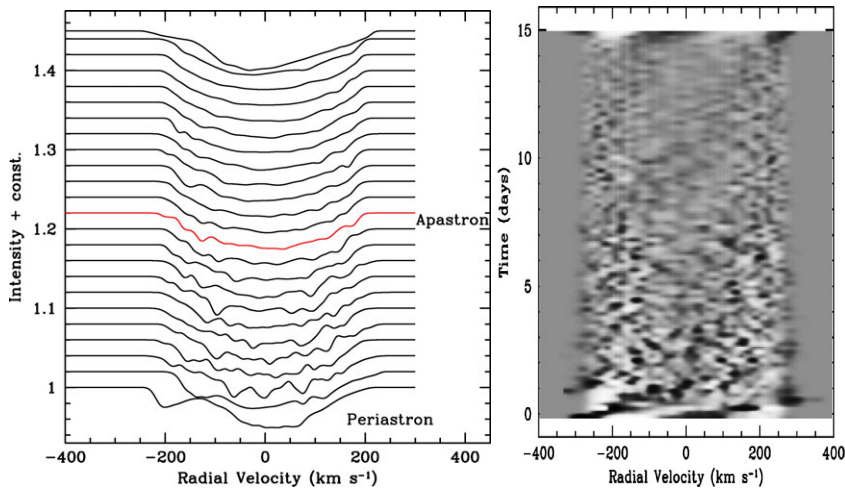 1.4
1.3
1.2
1.1
1
Intensity + const.
Apastron
Periastron
-400 -200 0 200 400
Radial Velocity (km s⁻¹)
15
10
5
0
Time (days)
-400 -200 0 200 400
Radial Velocity (km s⁻¹)